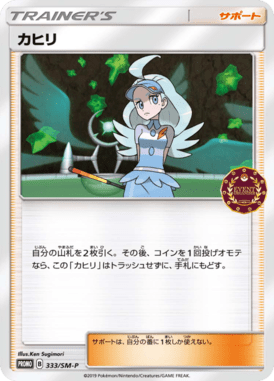 TRAINER'S
サポート
カヒリ
EVENT
自分の山札を2枚引く。その後、コインを1回投げオモテ
なら、この「カヒリ」はトラッシュせずに、手札にもどす。
Illus.Ken Sugimori
PROMO 333/SM-P
サポートは、自分の番に1枚しか使えない。
©2019 Pokémon/Nintendo/Creatures/GAME FREAK.